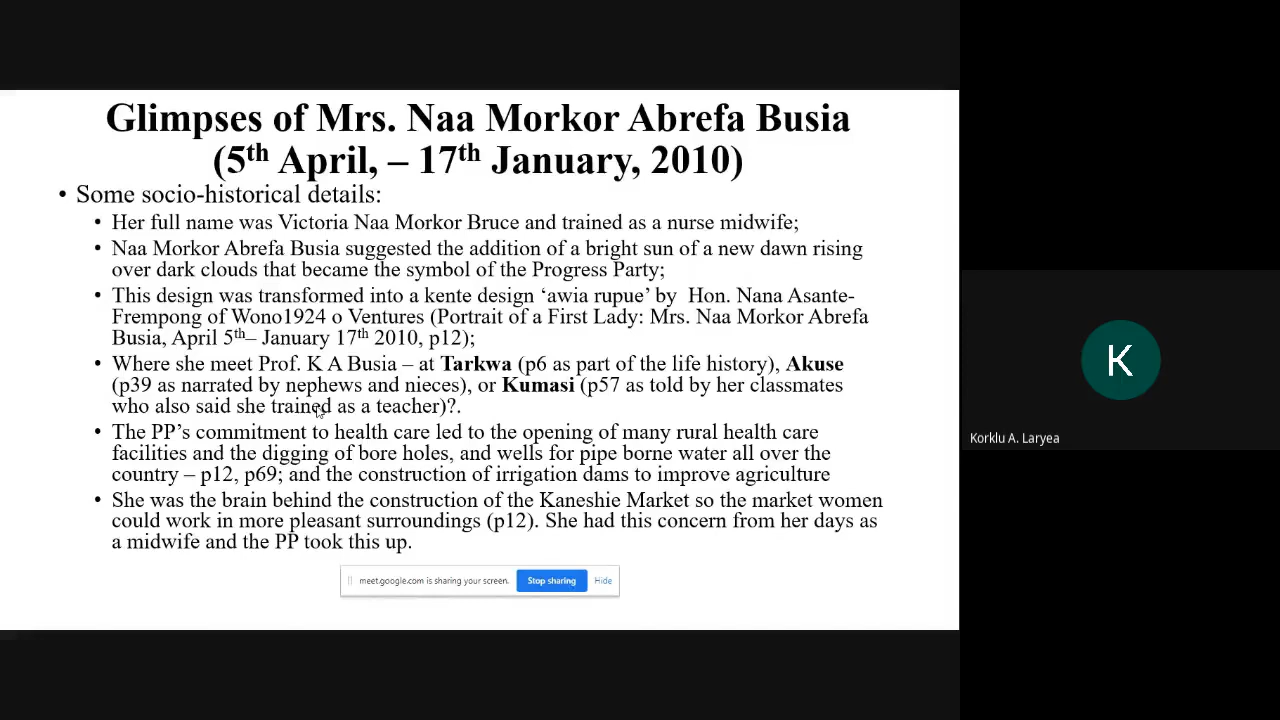 Glimpses of Mrs. Naa Morkor Abrefa Busia
(5th April, – 17th January, 2010)
• Some socio-historical details:
• Her full name was Victoria Naa Morkor Bruce and trained as a nurse midwife;
• Naa Morkor Abrefa Busia suggested the addition of a bright sun of a new dawn rising
over dark clouds that became the symbol of the Progress Party;
• This design was transformed into a kente design ‘awia rupue’ by Hon. Nana Asante-
Frempong of Wono1924 o Ventures (Portrait of a First Lady: Mrs. Naa Morkor Abrefa
Busia, April 5th– January 17th 2010, p12);
• Where she meet Prof. K A Busia – at Tarkwa (p6 as part of the life history), Akuse
(p39 as narrated by nephews and nieces), or Kumasi (p57 as told by her classmates
who also said she trained as a teacher)?.
• The PP’s commitment to health care led to the opening of many rural health care
facilities and the digging of bore holes, and wells for pipe borne water all over the
country – p12, p69; and the construction of irrigation dams to improve agriculture
• She was the brain behind the construction of the Kaneshie Market so the market women
could work in more pleasant surroundings (p12). She had this concern from her days as
a midwife and the PP took this up.
meet.google.com is sharing your screen. Stop sharing Hide
K
Korklu A. Laryea